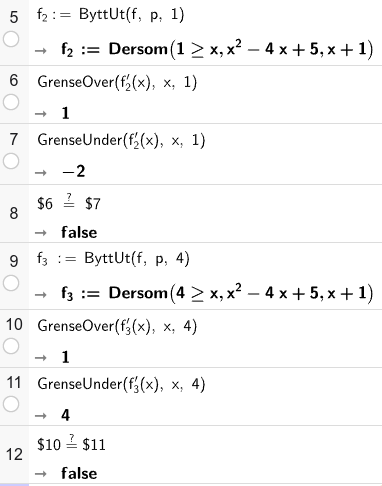 5 f₂ := ByttUt(f, p, 1)
→ f₂ := Dersom(1 ≥ x, x² − 4 x + 5, x + 1)
6 GrenseOver(f₂′(x), x, 1)
→ 1
7 GrenseUnder(f₂′(x), x, 1)
→ −2
8 $6 ≟ $7
→ false
9 f₃ := ByttUt(f, p, 4)
→ f₃ := Dersom(4 ≥ x, x² − 4 x + 5, x + 1)
10 GrenseOver(f₃′(x), x, 4)
→ 1
11 GrenseUnder(f₃′(x), x, 4)
→ 4
12 $10 ≟ $11
→ false